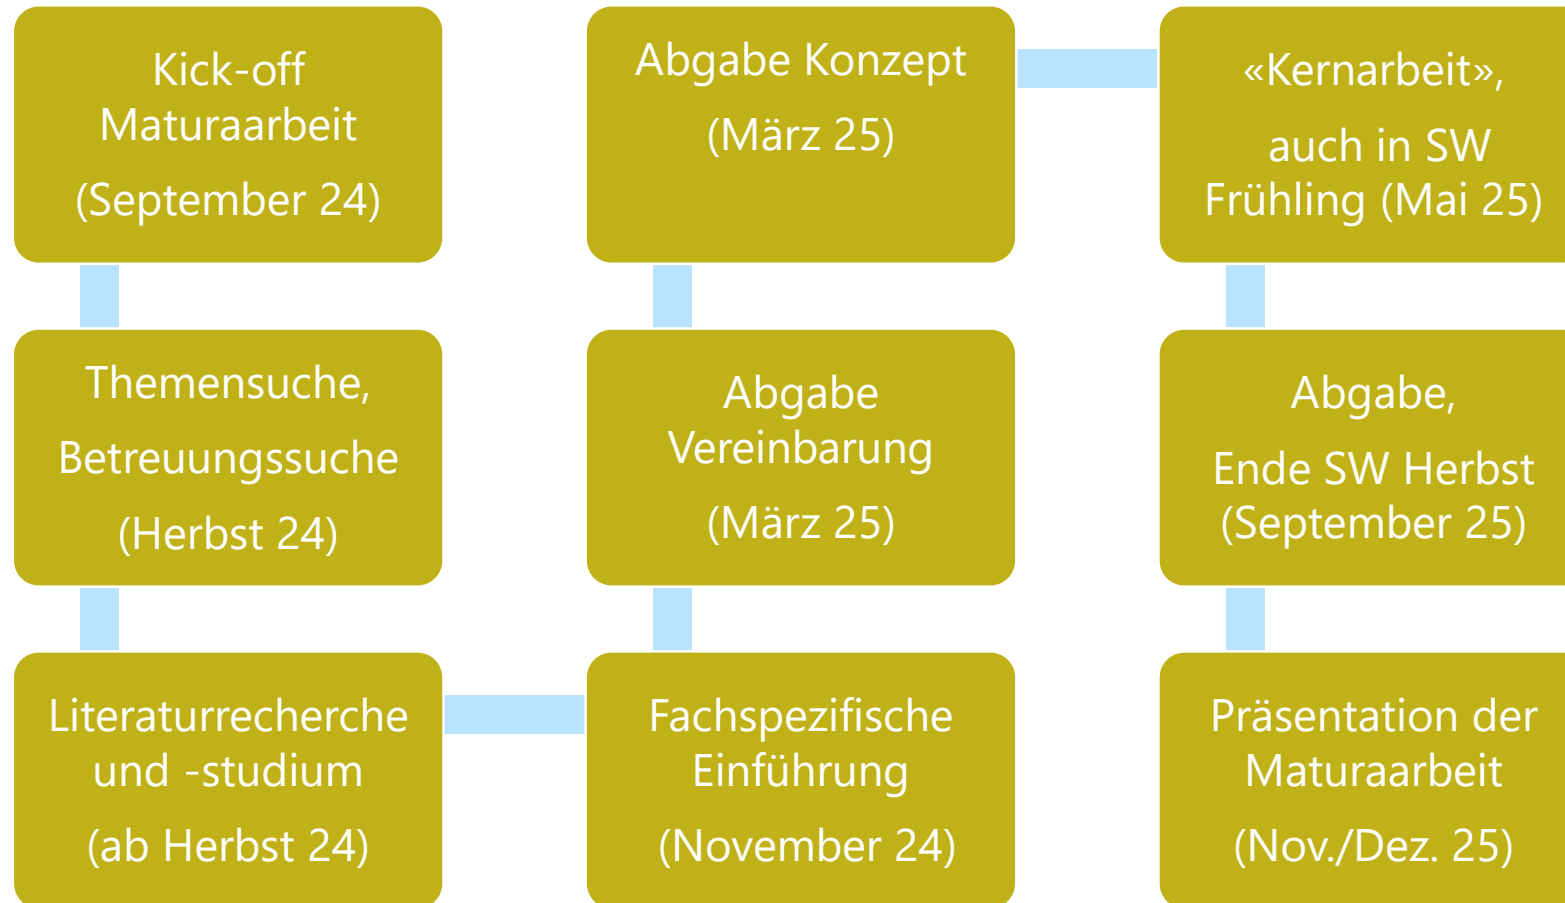 Kick-off
Maturaarbeit
(September 24)
Themensuche,
Betreuungssuche
(Herbst 24)
Literaturrecherche
und -studium
(ab Herbst 24)
Fachspezifische
Einführung
(November 24)
Abgabe
Vereinbarung
(März 25)
Abgabe Konzept
(März 25)
«Kernarbeit»,
auch in SW
Frühling (Mai 25)
Abgabe,
Ende SW Herbst
(September 25)
Präsentation der
Maturaarbeit
(Nov./Dez. 25)